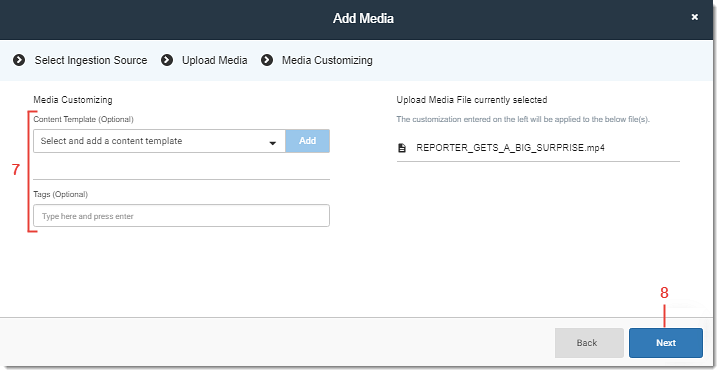 Add Media
Select Ingestion Source Upload Media Media Customizing
Media Customizing
Content Template (Optional)
Select and add a content template Add
Tags (Optional)
Type here and press enter
7
Upload Media File currently selected
The customization entered on the left will be applied to the below file(s).
REPORTER_GETS_A_BIG_SURPRISE.mp4
8
Back Next